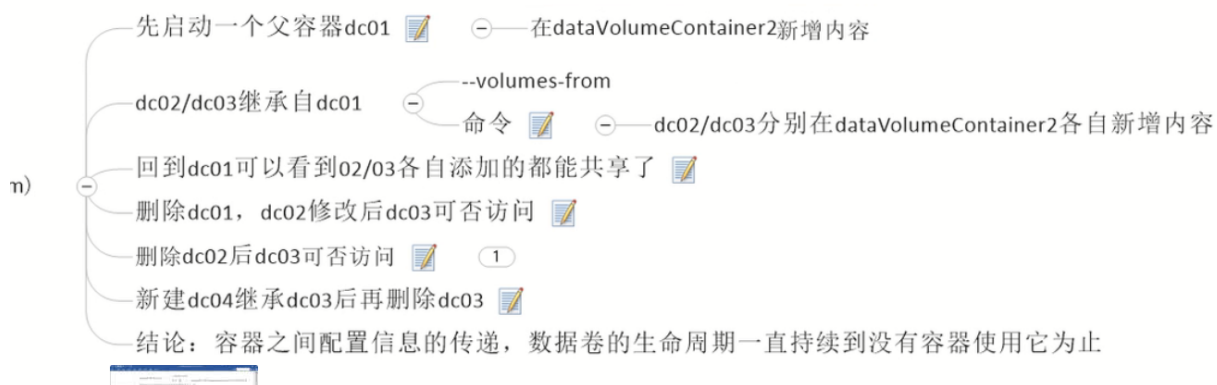 先启动一个父容器dc01
在dataVolumeContainer2新增内容
dc02/dc03继承自dc01
--volumes-from
命令
dc02/dc03分别在dataVolumeContainer2各自新增内容
m)
回到dc01可以看到02/03各自添加的都能共享了
删除dc01，dc02修改后dc03可否访问
删除dc02后dc03可否访问
1
新建dc04继承dc03后再删除dc03
结论：容器之间配置信息的传递，数据卷的生命周期一直持续到没有容器使用它为止